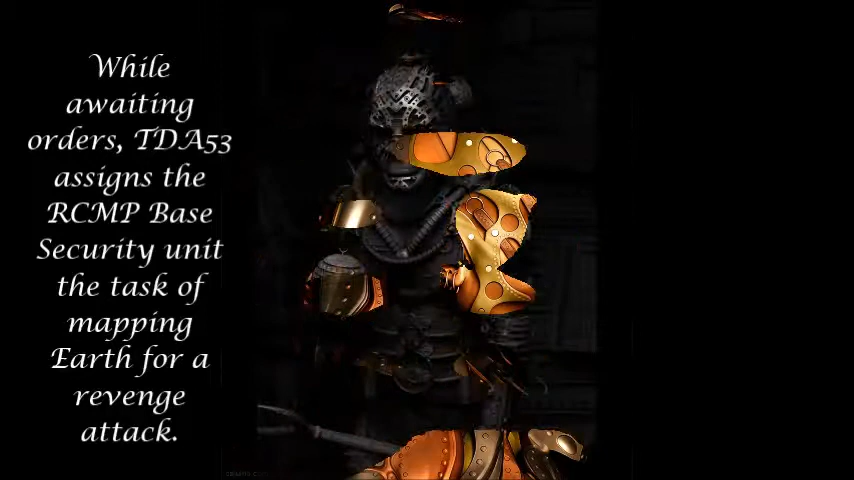 While
awaiting
orders, TDA53
assigns the
RCMP Base
Security unit
the task of
mapping
Earth for a
revenge
attack.